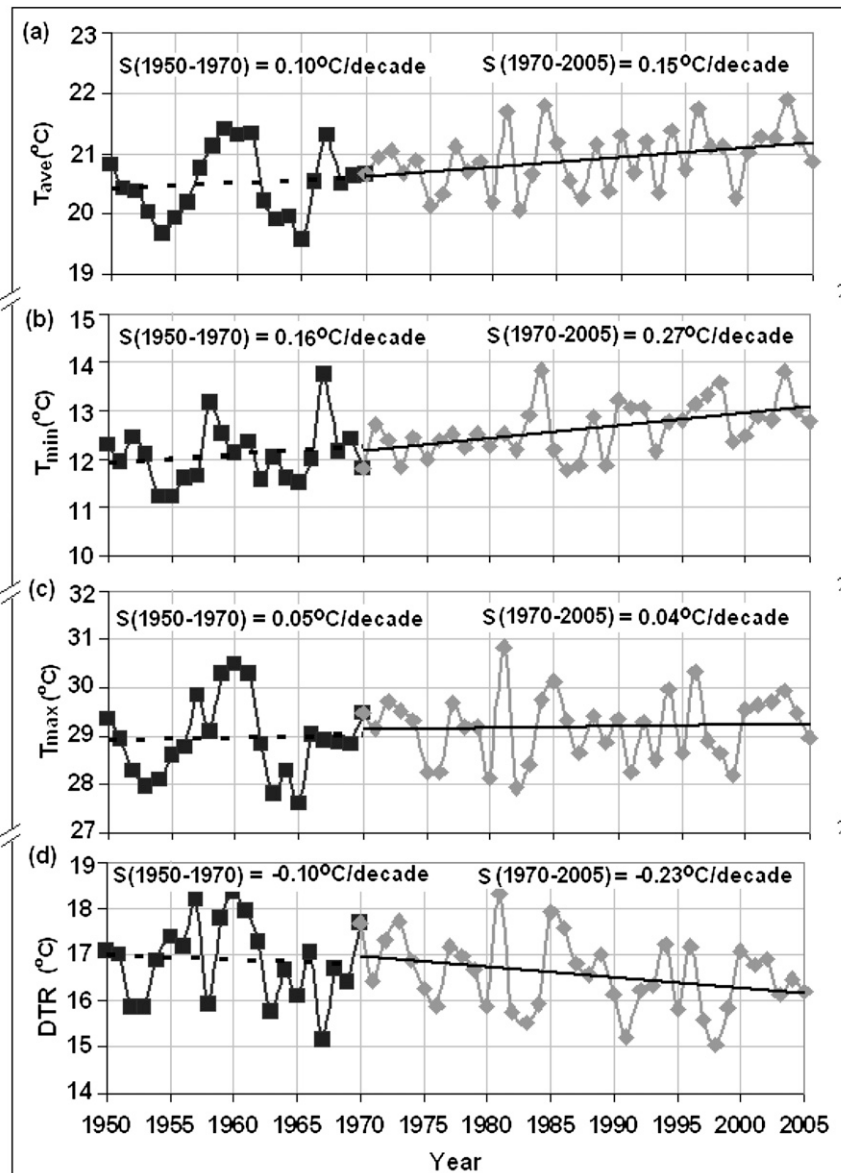 (a)
S(1950-1970) = 0.10°C/decade S(1970-2005) = 0.15°C/decade
23
22
21
20
19
Tave(°C)
(b)
S(1950-1970) = 0.16°C/decade S(1970-2005) = 0.27°C/decade
15
14
13
12
11
10
Tmin(°C)
(c)
S(1950-1970) = 0.05°C/decade S(1970-2005) = 0.04°C/decade
32
31
30
29
28
27
Tmax(°C)
(d)
S(1950-1970) = -0.10°C/decade S(1970-2005) = -0.23°C/decade
19
18
17
16
15
14
DTR (°C)
1950 1955 1960 1965 1970 1975 1980 1985 1990 1995 2000 2005
Year